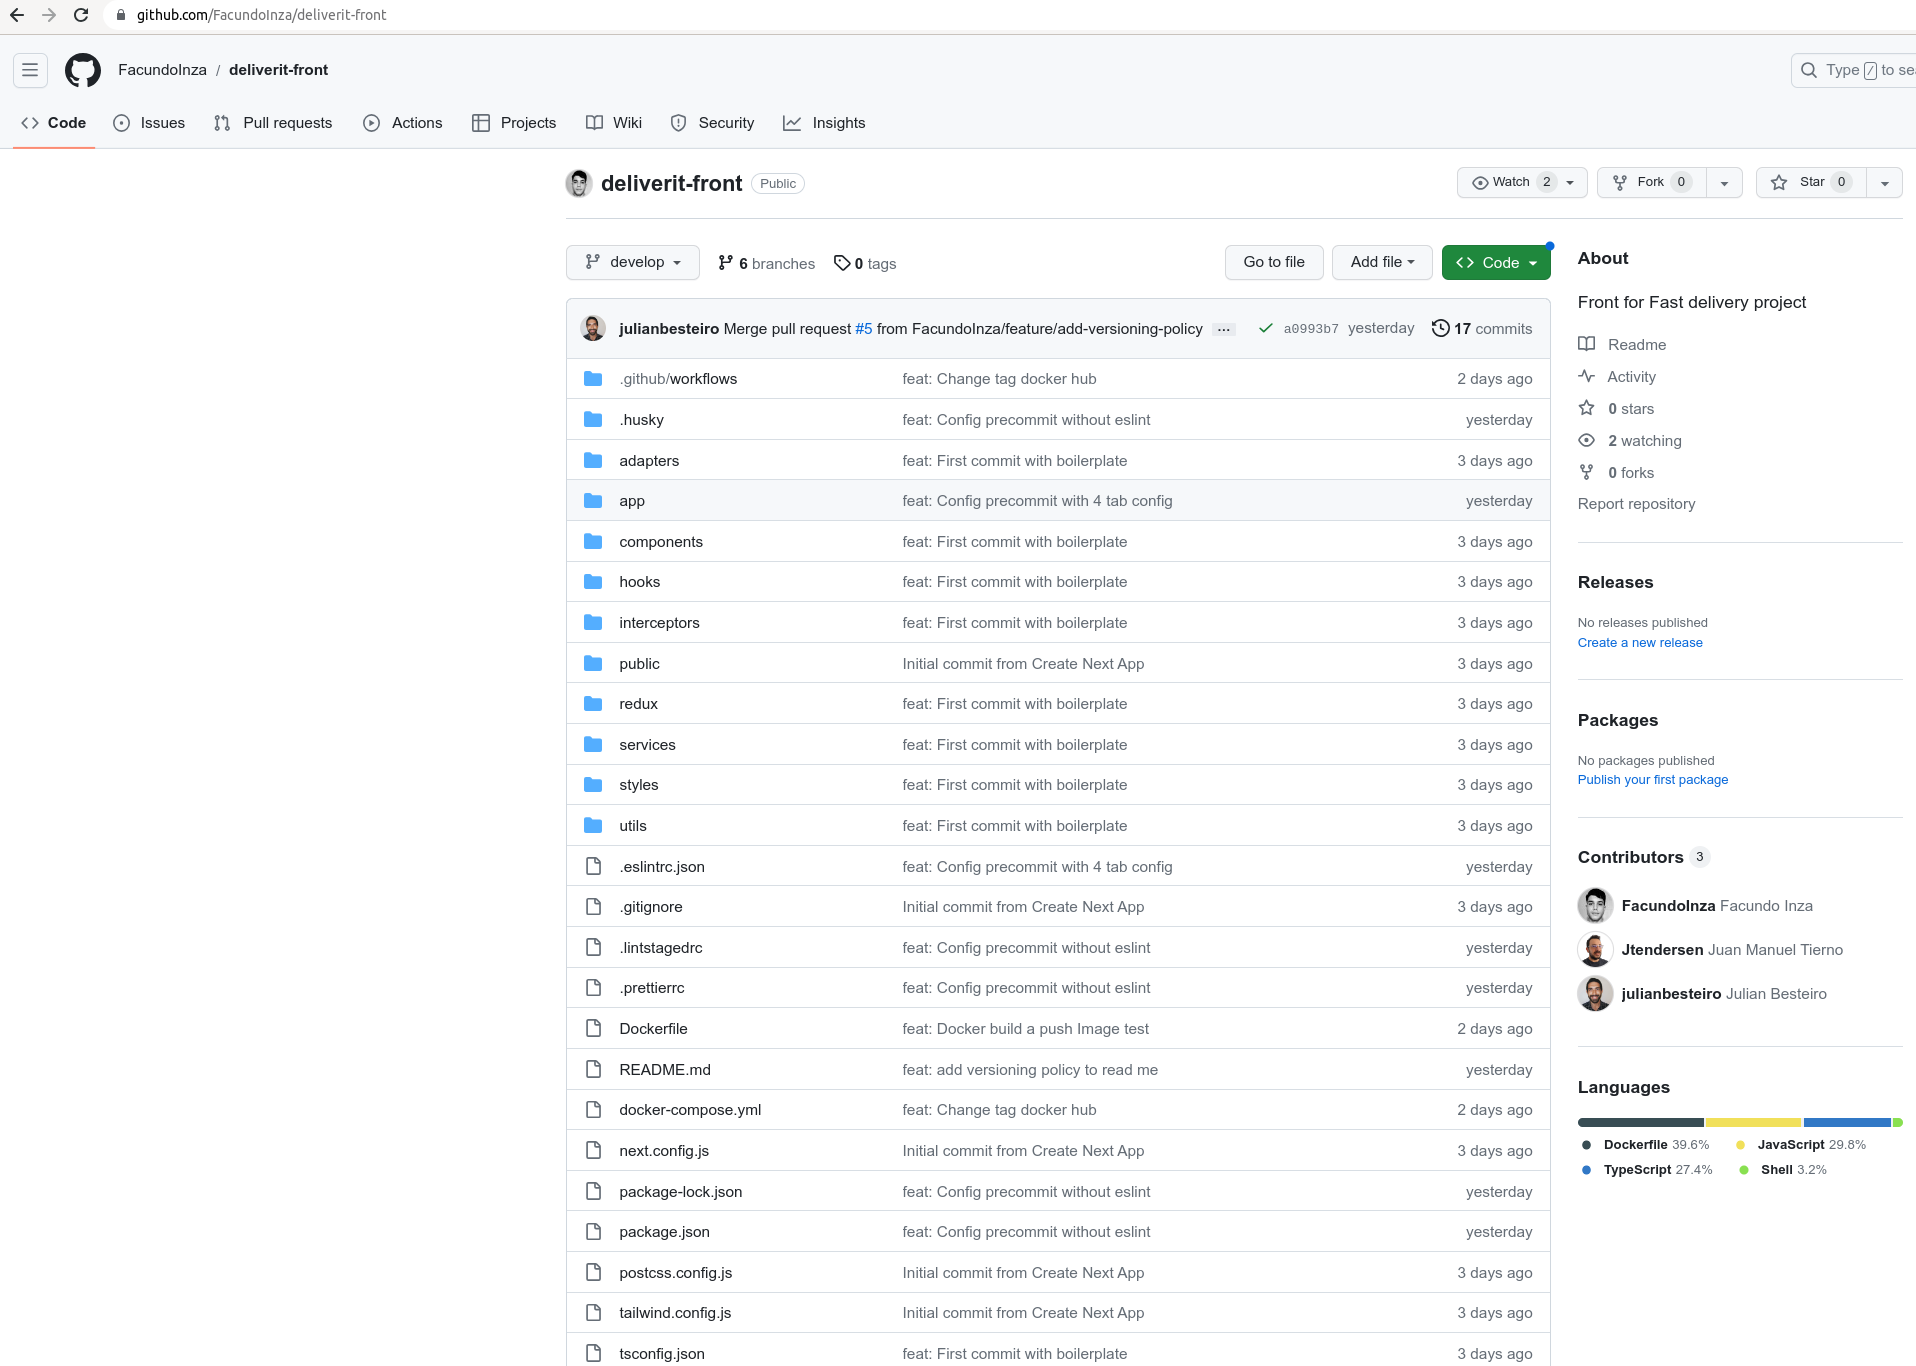 github.com/FacundoInza/deliverit-front
FacundoInza / deliverit-front
Type / to se
Code Issues Pull requests Actions Projects Wiki Security Insights
deliverit-front Public
Watch 2 Fork 0 Star 0
develop 6 branches 0 tags
Go to file Add file Code
julianbesteiro Merge pull request #5 from FacundoInza/feature/add-versioning-policy ... a0993b7 yesterday 17 commits
.github/workflows feat: Change tag docker hub 2 days ago
.husky feat: Config precommit without eslint yesterday
adapters feat: First commit with boilerplate 3 days ago
app feat: Config precommit with 4 tab config yesterday
components feat: First commit with boilerplate 3 days ago
hooks feat: First commit with boilerplate 3 days ago
interceptors feat: First commit with boilerplate 3 days ago
public Initial commit from Create Next App 3 days ago
redux feat: First commit with boilerplate 3 days ago
services feat: First commit with boilerplate 3 days ago
styles feat: First commit with boilerplate 3 days ago
utils feat: First commit with boilerplate 3 days ago
.eslintrc.json feat: Config precommit with 4 tab config yesterday
.gitignore Initial commit from Create Next App 3 days ago
.lintstagedrc feat: Config precommit without eslint yesterday
.prettierrc feat: Config precommit without eslint yesterday
Dockerfile feat: Docker build a push Image test 2 days ago
README.md feat: add versioning policy to read me yesterday
docker-compose.yml feat: Change tag docker hub 2 days ago
next.config.js Initial commit from Create Next App 3 days ago
package-lock.json feat: Config precommit without eslint yesterday
package.json feat: Config precommit without eslint yesterday
postcss.config.js Initial commit from Create Next App 3 days ago
tailwind.config.js Initial commit from Create Next App 3 days ago
tsconfig.json feat: First commit with boilerplate 3 days ago
About
Front for Fast delivery project
Readme
Activity
0 stars
2 watching
0 forks
Report repository
Releases
No releases published
Create a new release
Packages
No packages published
Publish your first package
Contributors 3
FacundoInza Facundo Inza
Jtendersen Juan Manuel Tierno
julianbesteiro Julian Besteiro
Languages
Dockerfile 39.6% JavaScript 29.8%
TypeScript 27.4% Shell 3.2%